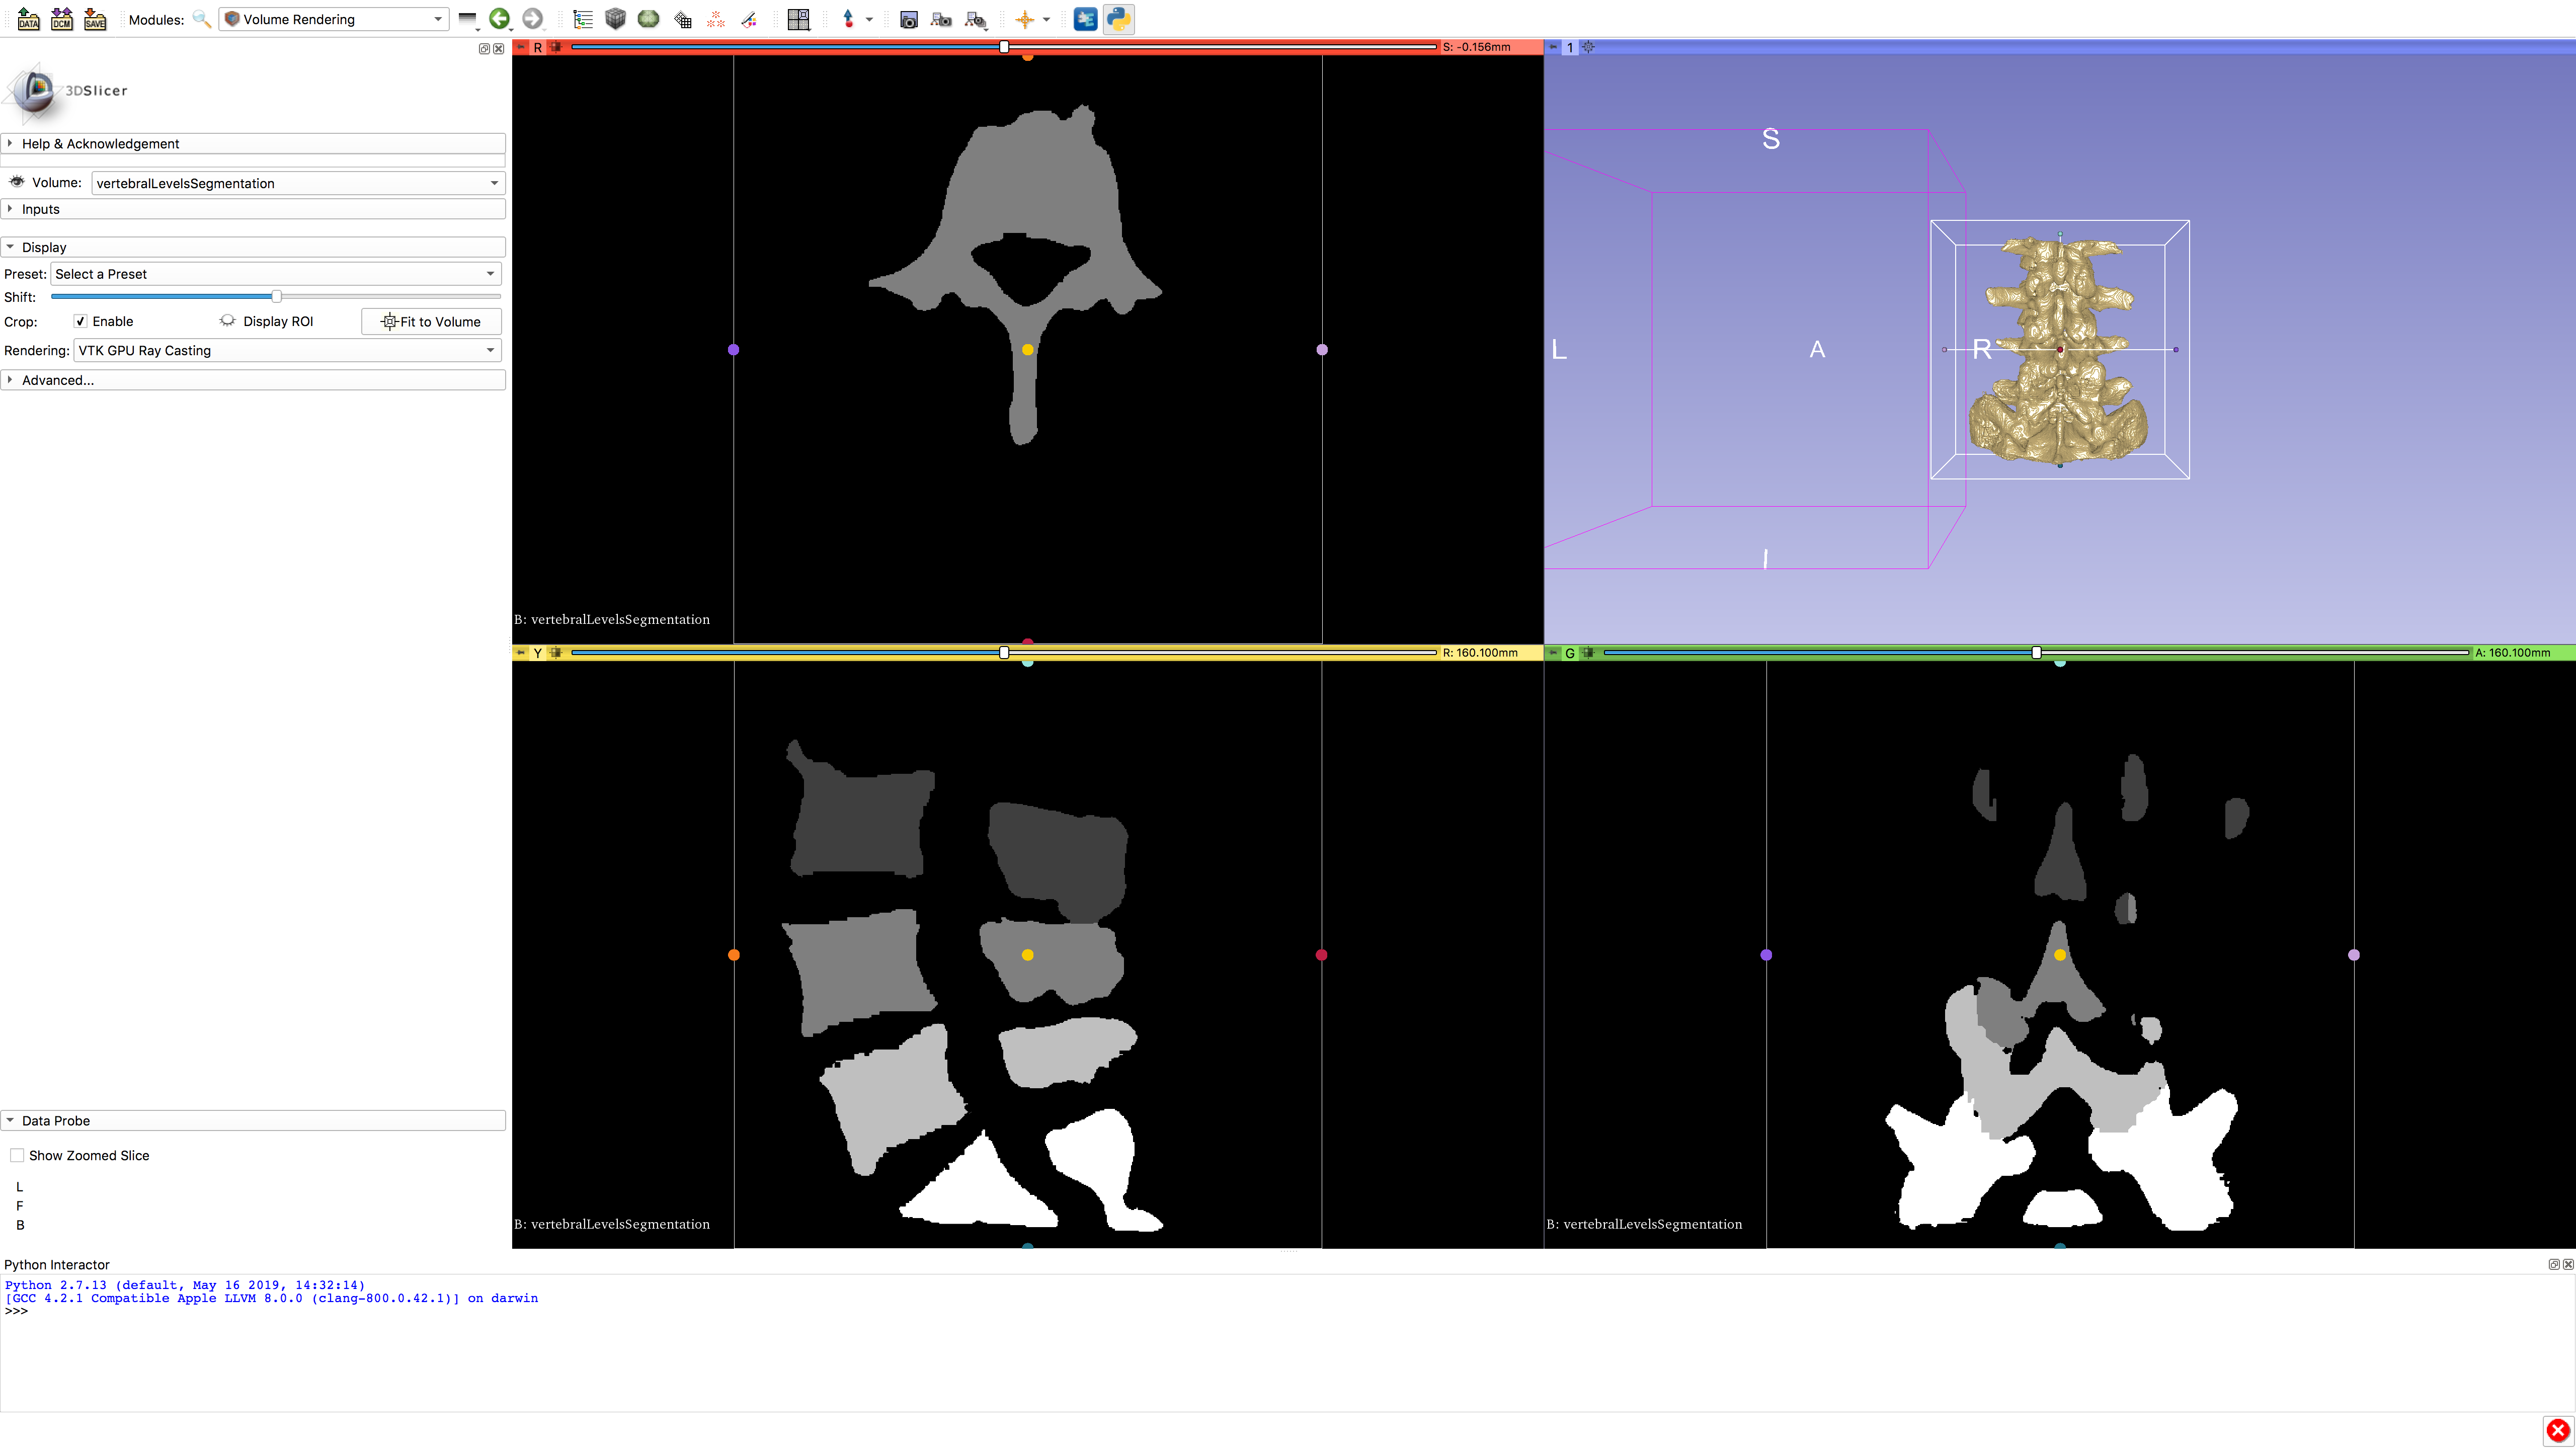 DATA DCM SAVE Modules: Volume Rendering
3DSlicer
Help & Acknowledgement
Volume: vertebralLevelsSegmentation
Inputs
Display
Preset: Select a Preset
Shift:
Crop: Enable Display ROI Fit to Volume
Rendering: VTK GPU Ray Casting
Advanced...
Data Probe
Show Zoomed Slice
L
F
B
R S: -0.156mm
B: vertebralLevelsSegmentation
1
S
L A R
I
Y R: 160.100mm
B: vertebralLevelsSegmentation
G A: 160.100mm
B: vertebralLevelsSegmentation
Python Interactor
Python 2.7.13 (default, May 16 2019, 14:32:14)
[GCC 4.2.1 Compatible Apple LLVM 8.0.0 (clang-800.0.42.1)] on darwin
>>>